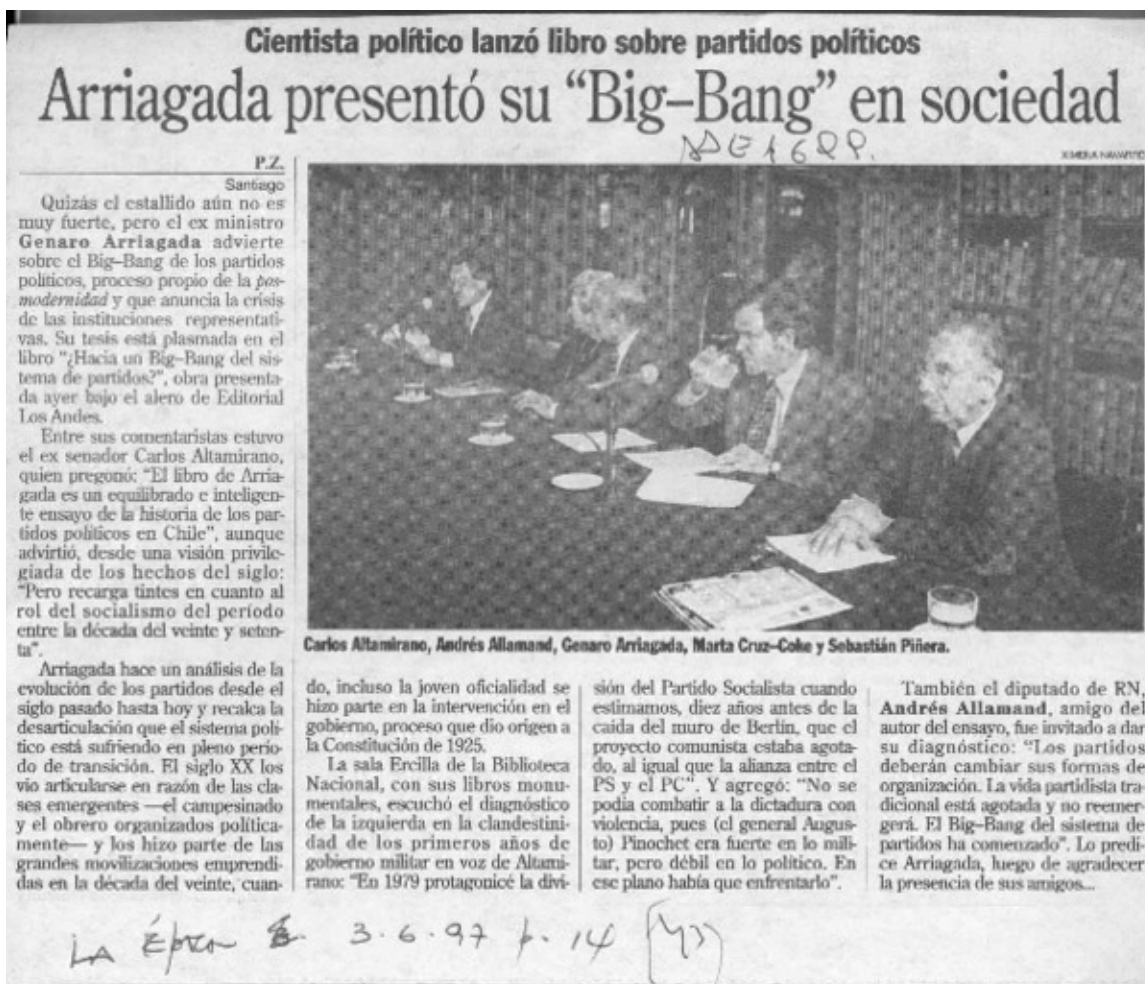 Cientista político lanzó libro sobre partidos políticos
Arriagada presentó su “Big–Bang” en sociedad
P.Z.
Santiago
Quizás el estallido aún no es
muy fuerte, pero el ex ministro
Genaro Arriagada advierte
sobre el Big–Bang de los partidos
políticos, proceso propio de la pos-
modernidad y que anuncia la crisis
de las instituciones representati-
vas. Su tesis está plasmada en el
libro “¿Hacia un Big–Bang del sis-
tema de partidos?”, obra presenta-
da ayer bajo el alero de Editorial
Los Andes.
Entre sus comentaristas estuvo
el ex senador Carlos Altamirano,
quien pregonó: “El libro de Arria-
gada es un equilibrado e inteligen-
te ensayo de la historia de los par-
tidos políticos en Chile”, aunque
advirtió, desde una visión privile-
giada de los hechos del siglo:
“Pero recarga tintes en cuanto al
rol del socialismo del período
entre la década del veinte y seten-
ta”.
Arriagada hace un análisis de la
evolución de los partidos desde el
siglo pasado hasta hoy y recalca la
desarticulación que el sistema polí-
tico está sufriendo en pleno perío-
do de transición. El siglo XX los
vio articularse en razón de las cla-
ses emergentes —el campesinado
y el obrero organizados política-
mente— y los hizo parte de las
grandes movilizaciones emprendi-
das en la década del veinte, cuan-
XIMENA NAVARRO
Carlos Altamirano, Andrés Allamand, Genaro Arriagada, Marta Cruz–Coke y Sebastián Piñera.
do, incluso la joven oficialidad se
hizo parte en la intervención en el
gobierno, proceso que dio origen a
la Constitución de 1925.
La sala Ercilla de la Biblioteca
Nacional, con sus libros monu-
mentales, escuchó el diagnóstico
de la izquierda en la clandestini-
dad de los primeros años de
gobierno militar en voz de Altami-
rano: “En 1979 protagonicé la divi-
sión del Partido Socialista cuando
estimamos, diez años antes de la
caída del muro de Berlín, que el
proyecto comunista estaba agota-
do, al igual que la alianza entre el
PS y el PC”. Y agregó: “No se
podía combatir a la dictadura con
violencia, pues (el general Augus-
to) Pinochet era fuerte en lo mili-
tar, pero débil en lo político. En
ese plano había que enfrentarlo”.
También el diputado de RN,
Andrés Allamand, amigo del
autor del ensayo, fue invitado a dar
su diagnóstico: “Los partidos
deberán cambiar sus formas de
organización. La vida partidista tra-
dicional está agotada y no reemer-
gerá. El Big–Bang del sistema de
partidos ha comenzado”. Lo predi-
ce Arriagada, luego de agradecer
la presencia de sus amigos...
LA Época 3.6.97 p. 14